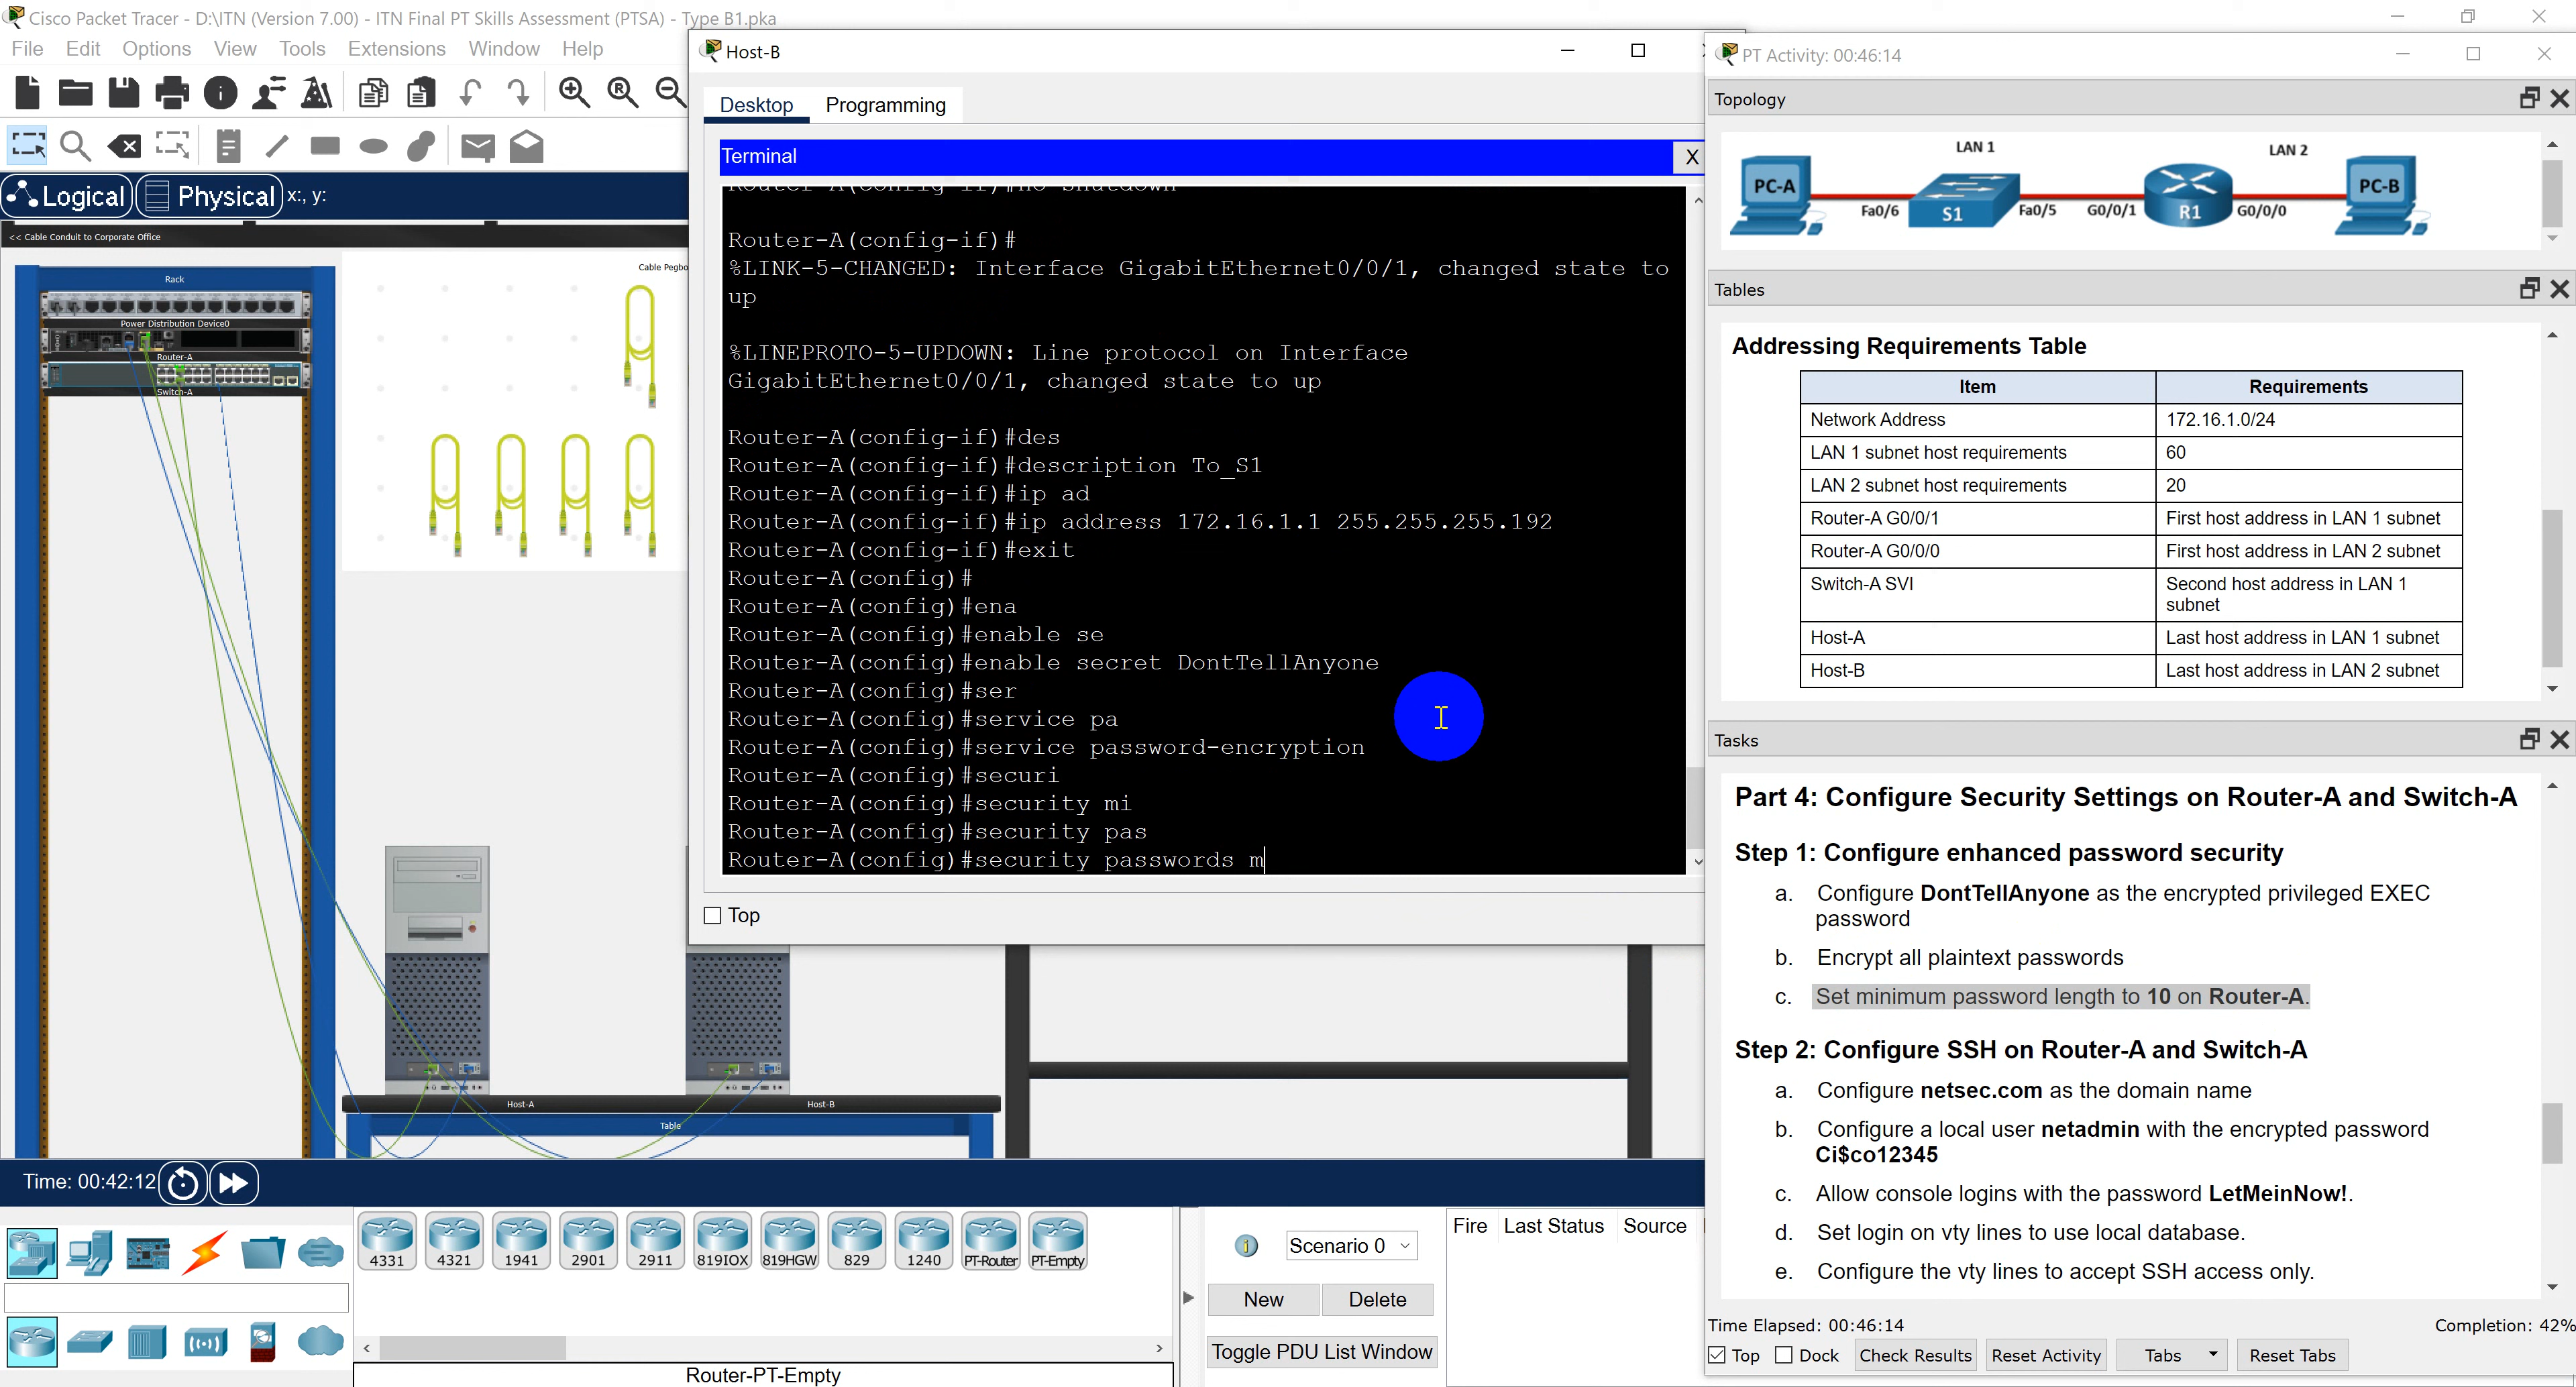 Cisco Packet Tracer - D:\ITN (Version 7.00) - ITN Final PT Skills Assessment (PTSA) - Type B1.pka
File Edit Options View Tools Extensions Window Help
Logical Physical x:, y:
<< Cable Conduit to Corporate Office
Rack
Power Distribution Device0
Router-A
Switch-A
Cable Pegbo
Host-A
Host-B
Table
Host-B
Desktop Programming
Terminal X
Router-A(config-if)#no shutdown
Router-A(config-if)#
%LINK-5-CHANGED: Interface GigabitEthernet0/0/1, changed state to
up
%LINEPROTO-5-UPDOWN: Line protocol on Interface
GigabitEthernet0/0/1, changed state to up
Router-A(config-if)#des
Router-A(config-if)#description To_S1
Router-A(config-if)#ip ad
Router-A(config-if)#ip address 172.16.1.1 255.255.255.192
Router-A(config-if)#exit
Router-A(config)#
Router-A(config)#ena
Router-A(config)#enable se
Router-A(config)#enable secret DontTellAnyone
Router-A(config)#ser
Router-A(config)#service pa
Router-A(config)#service password-encryption
Router-A(config)#securi
Router-A(config)#security mi
Router-A(config)#security pas
Router-A(config)#security passwords m
Top
PT Activity: 00:46:14
Topology
LAN 1
LAN 2
PC-A
Fa0/6
S1
Fa0/5
G0/0/1
R1
G0/0/0
PC-B
Tables
Addressing Requirements Table
Item Requirements
Network Address 172.16.1.0/24
LAN 1 subnet host requirements 60
LAN 2 subnet host requirements 20
Router-A G0/0/1 First host address in LAN 1 subnet
Router-A G0/0/0 First host address in LAN 2 subnet
Switch-A SVI Second host address in LAN 1
subnet
Host-A Last host address in LAN 1 subnet
Host-B Last host address in LAN 2 subnet
Tasks
Part 4: Configure Security Settings on Router-A and Switch-A
Step 1: Configure enhanced password security
a. Configure DontTellAnyone as the encrypted privileged EXEC
password
b. Encrypt all plaintext passwords
c. Set minimum password length to 10 on Router-A.
Step 2: Configure SSH on Router-A and Switch-A
a. Configure netsec.com as the domain name
b. Configure a local user netadmin with the encrypted password
Ci$co12345
c. Allow console logins with the password LetMeinNow!.
d. Set login on vty lines to use local database.
e. Configure the vty lines to accept SSH access only.
Time Elapsed: 00:46:14 Completion: 42%
Top Dock Check Results Reset Activity Tabs Reset Tabs
Time: 00:42:12
4331 4321 1941 2901 2911 819IOX 819HGW 829 1240 PT-Router PT-Empty
Router-PT-Empty
Scenario 0
New Delete
Toggle PDU List Window
Fire Last Status Source